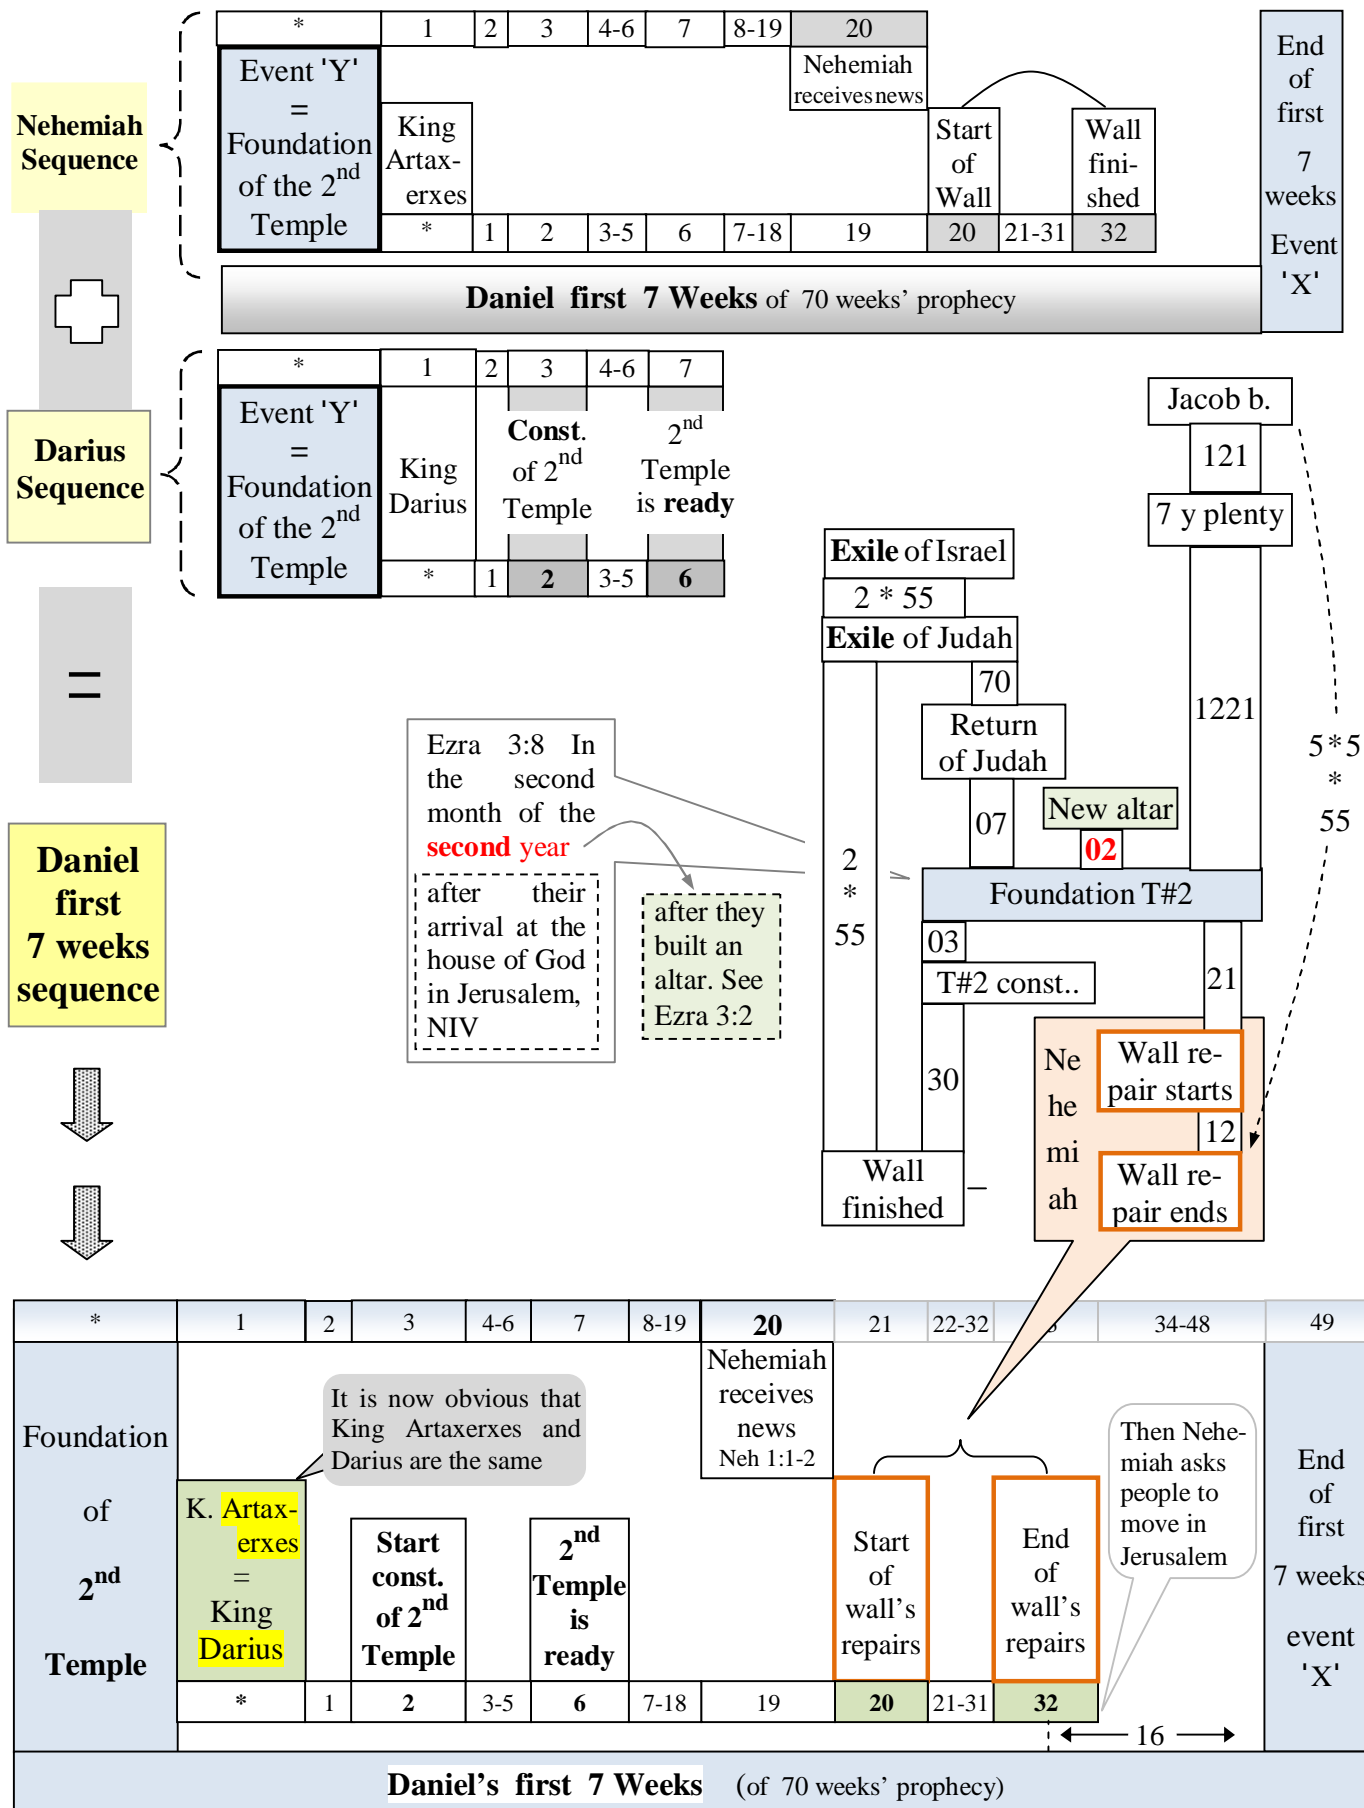 * 1 2 3 4-6 7 8-19 20
Nehemiah
Sequence
Event 'Y'
=
Foundation
of the 2nd
Temple
King
Artax-
erxes
Nehemiah
receives news
Start
of
Wall
Wall
fini-
shed
* 1 2 3-5 6 7-18 19 20 21-31 32
End
of
first
7
weeks
Event
'X'
Daniel first 7 Weeks of 70 weeks' prophecy
* 1 2 3 4-6 7
Darius
Sequence
Event 'Y'
=
Foundation
of the 2nd
Temple
King
Darius
Const.
of 2nd
Temple
2nd
Temple
is ready
* 1 2 3-5 6
=
Jacob b.
121
7 y plenty
1221
5*5
*
55
Exile of Israel
2 * 55
Exile of Judah
70
Return
of Judah
07
New altar
02
2
*
55
Foundation T#2
03
T#2 const..
30
Wall
finished
21
Ne
he
mi
ah
Wall re-
pair starts
12
Wall re-
pair ends
Ezra 3:8 In
the second
month of the
second year
after their
arrival at the
house of God
in Jerusalem,
NIV
after they
built an
altar. See
Ezra 3:2
Daniel
first
7 weeks
sequence
* 1 2 3 4-6 7 8-19 20 21 22-32 34-48 49
Foundation
of
2nd
Temple
It is now obvious that
King Artaxerxes and
Darius are the same
K. Artax-
erxes
=
King
Darius
Start
const.
of 2nd
Temple
2nd
Temple
is
ready
Nehemiah
receives
news
Neh 1:1-2
Start
of
wall's
repairs
End
of
wall's
repairs
Then Nehe-
miah asks
people to
move in
Jerusalem
End
of
first
7 weeks
event
'X'
* 1 2 3-5 6 7-18 19 20 21-31 32
16
Daniel's first 7 Weeks (of 70 weeks' prophecy)